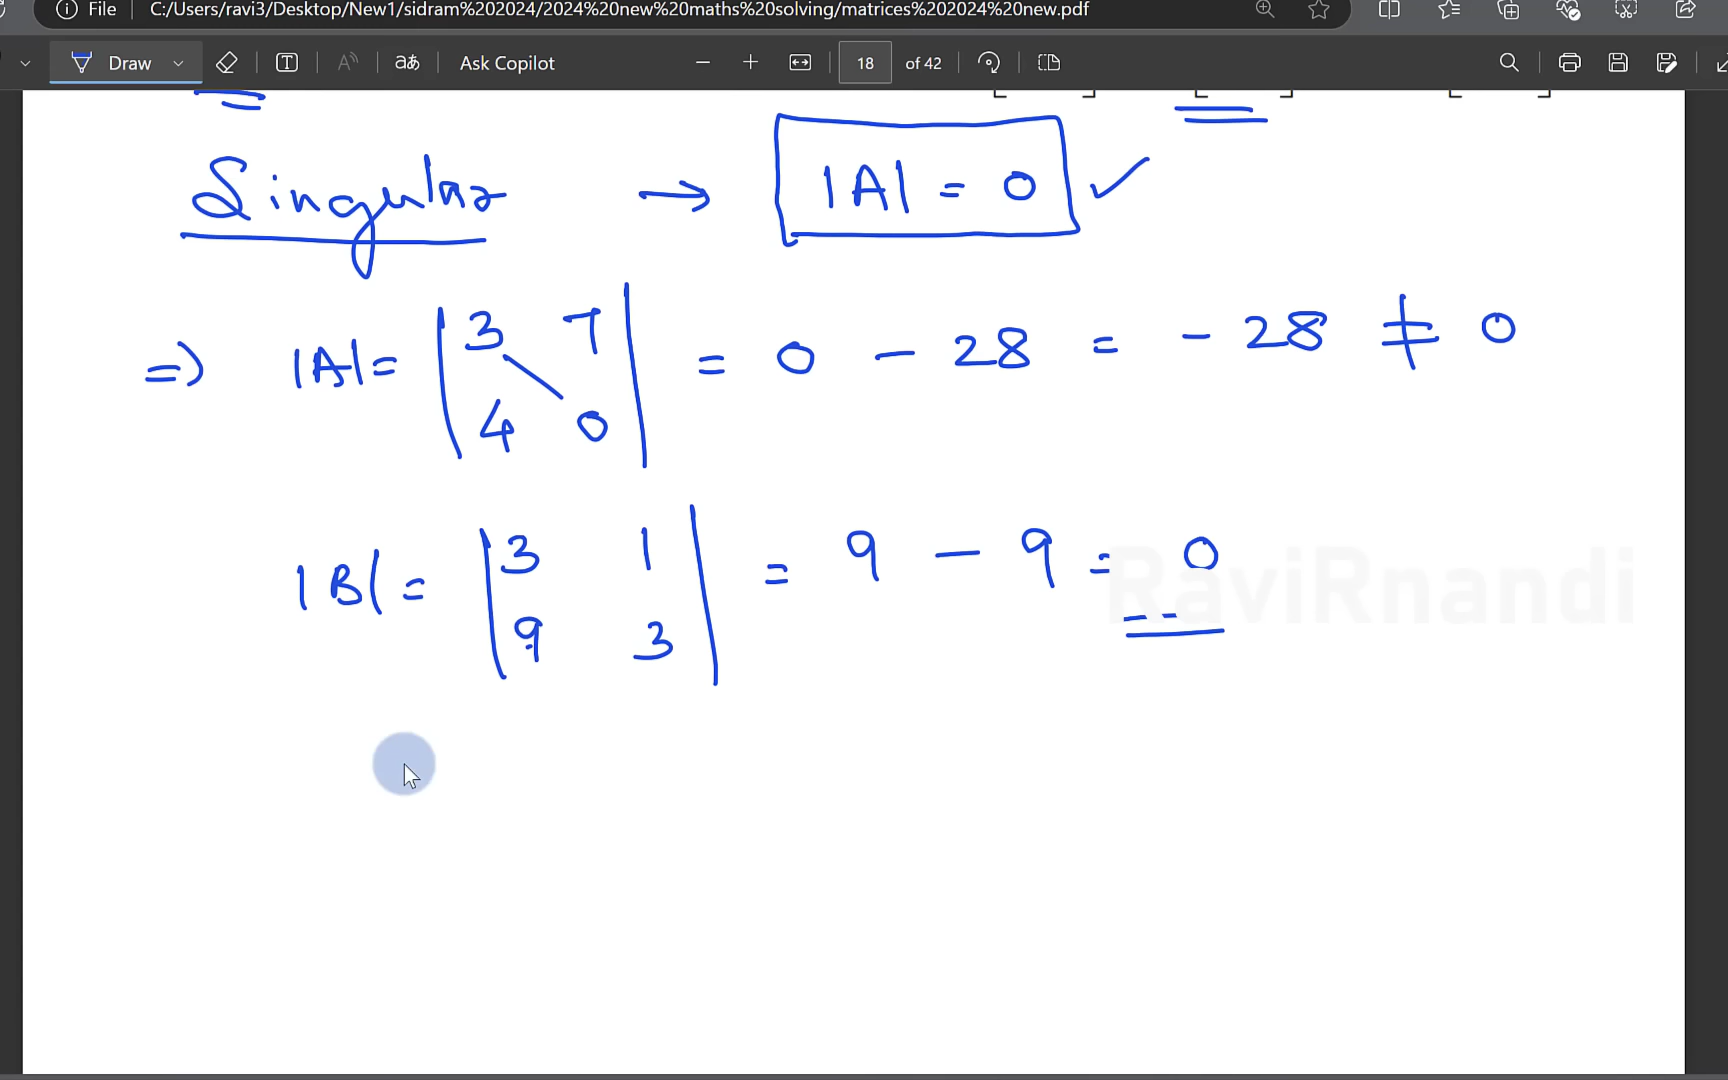 File C:/Users/ravi3/Desktop/New1/sidram%202024/2024%20new%20maths%20solving/matrices%202024%20new.pdf
Draw T A aあ Ask Copilot 18 of 42
Singular → |A| = 0 ✓
=) |A| = | 3 7 | = 0 - 28 = - 28 ≠ 0
4 0
|B| = | 3 1 | = 9 - 9 = 0
9 3
RaviRnandi